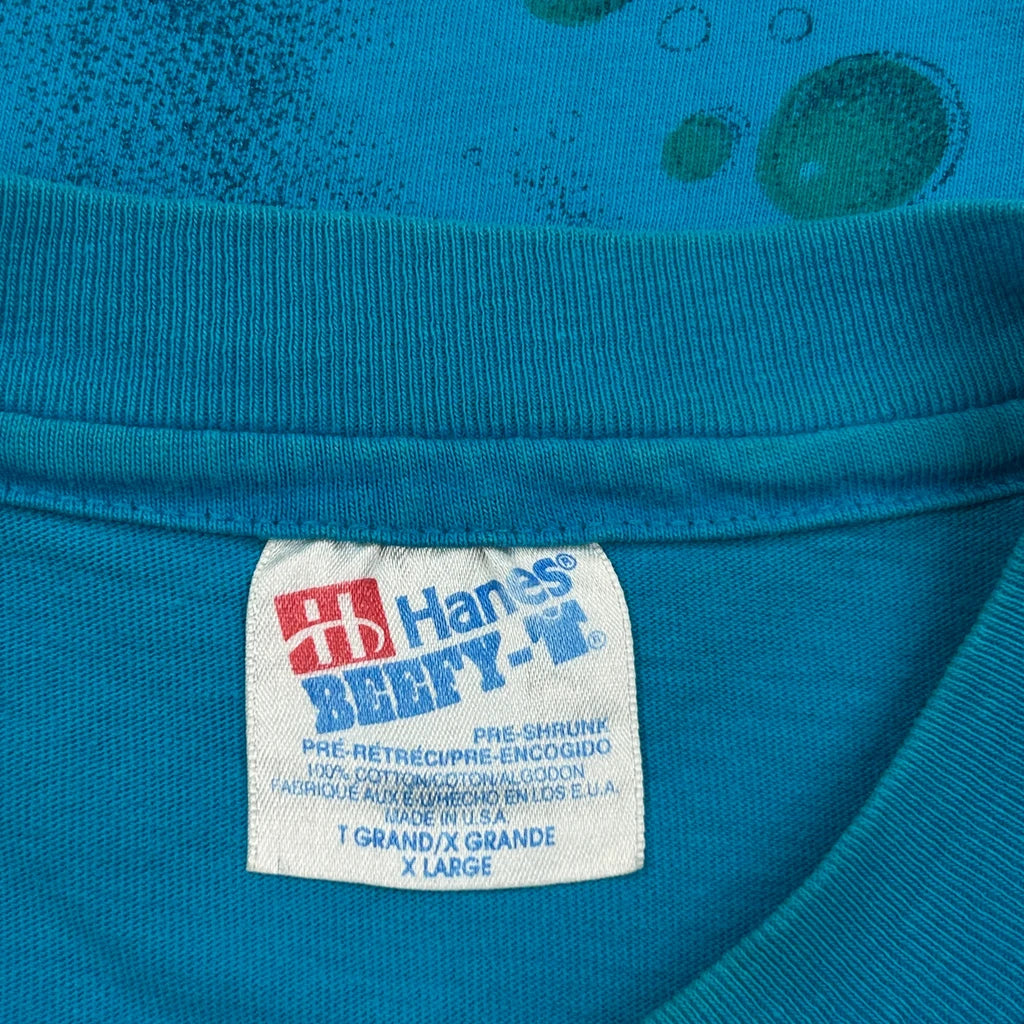 Hanes®
BEEFY-T®
PRE-SHRUNK
PRÉ-RÉTRÉCI/PRE-ENCOGIDO
100% COTTON/COTON/ALGODON
FABRIQUÉ AUX E.U/HECHO EN LOS E.U.A.
MADE IN U.S.A
T GRAND/X GRANDE
X LARGE